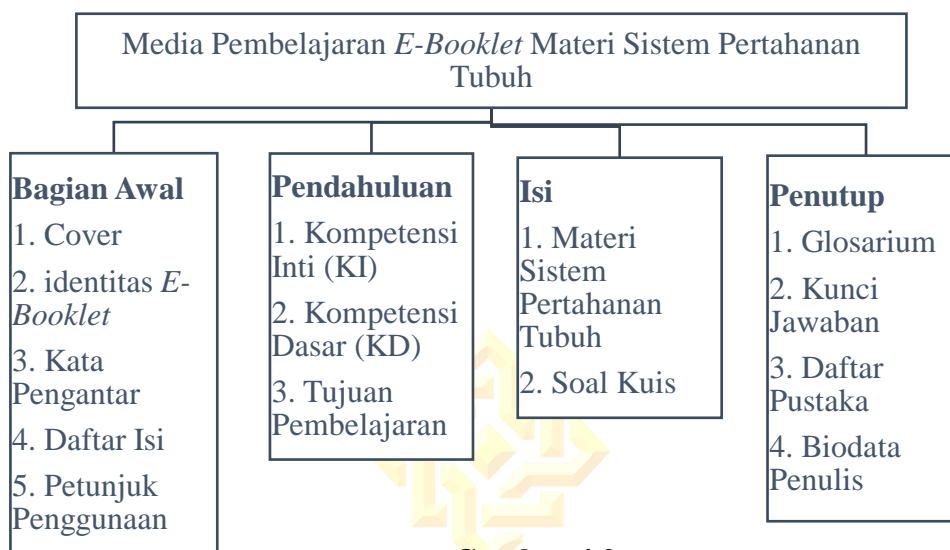 Media Pembelajaran E-Booklet Materi Sistem Pertahanan
Tubuh
Bagian Awal
1. Cover
2. identitas E-
Booklet
3. Kata
Pengantar
4. Daftar Isi
5. Petunjuk
Penggunaan
Pendahuluan
1. Kompetensi
Inti (KI)
2. Kompetensi
Dasar (KD)
3. Tujuan
Pembelajaran
Isi
1. Materi
Sistem
Pertahanan
Tubuh
2. Soal Kuis
Penutup
1. Glosarium
2. Kunci
Jawaban
3. Daftar
Pustaka
4. Biodata
Penulis